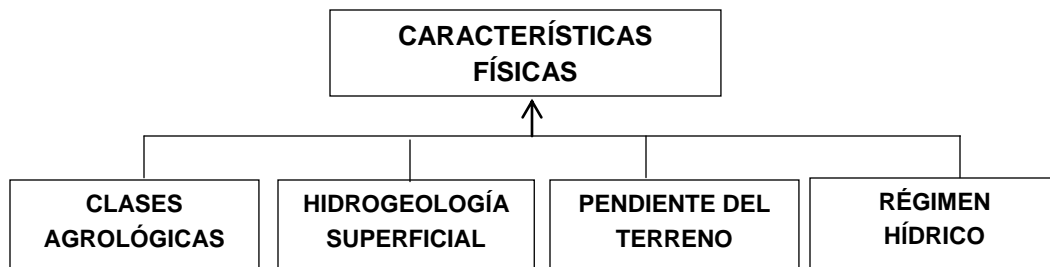 CARACTERÍSTICAS
FÍSICAS
CLASES
AGROLÓGICAS
HIDROGEOLOGÍA
SUPERFICIAL
PENDIENTE DEL
TERRENO
RÉGIMEN
HÍDRICO